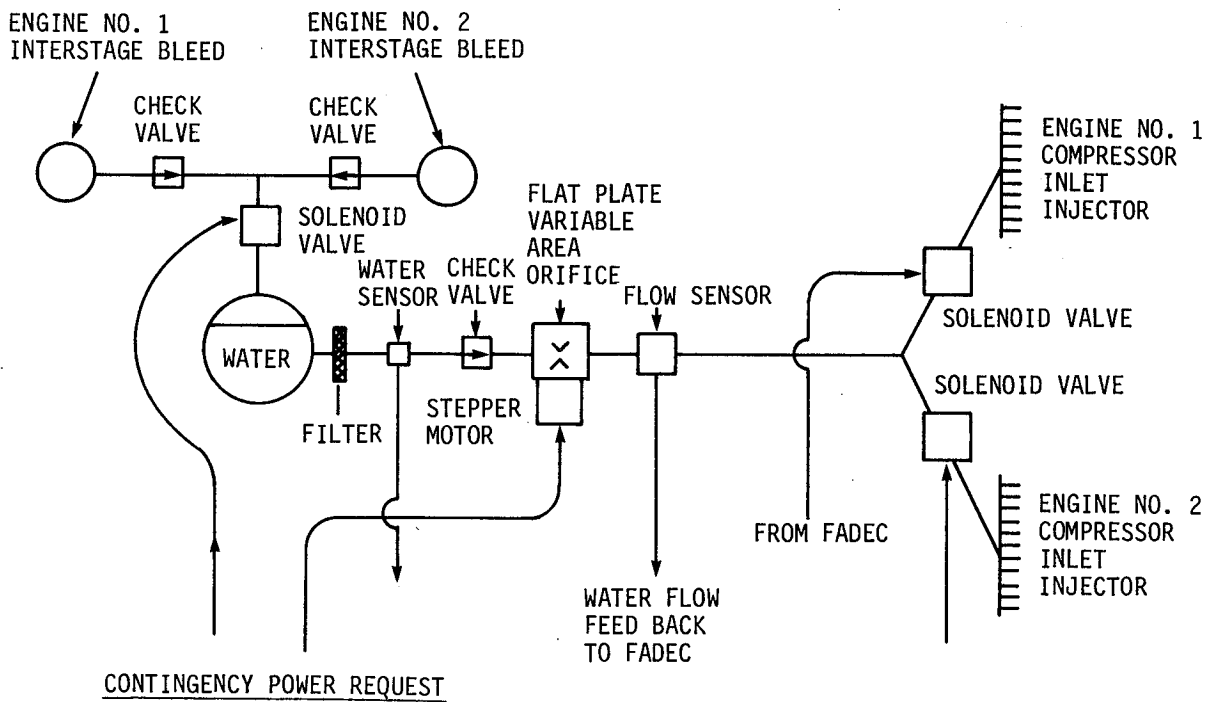 ENGINE NO. 1
INTERSTAGE BLEED
ENGINE NO. 2
INTERSTAGE BLEED
CHECK
VALVE
CHECK
VALVE
SOLENOID
VALVE
WATER
SENSOR
CHECK
VALVE
FLAT PLATE
VARIABLE
AREA
ORIFICE
FLOW SENSOR
ENGINE NO. 1
COMPRESSOR
INLET
INJECTOR
SOLENOID VALVE
WATER
SOLENOID VALVE
FILTER
STEPPER
MOTOR
FROM FADEC
ENGINE NO. 2
COMPRESSOR
INLET
INJECTOR
WATER FLOW
FEED BACK
TO FADEC
CONTINGENCY POWER REQUEST